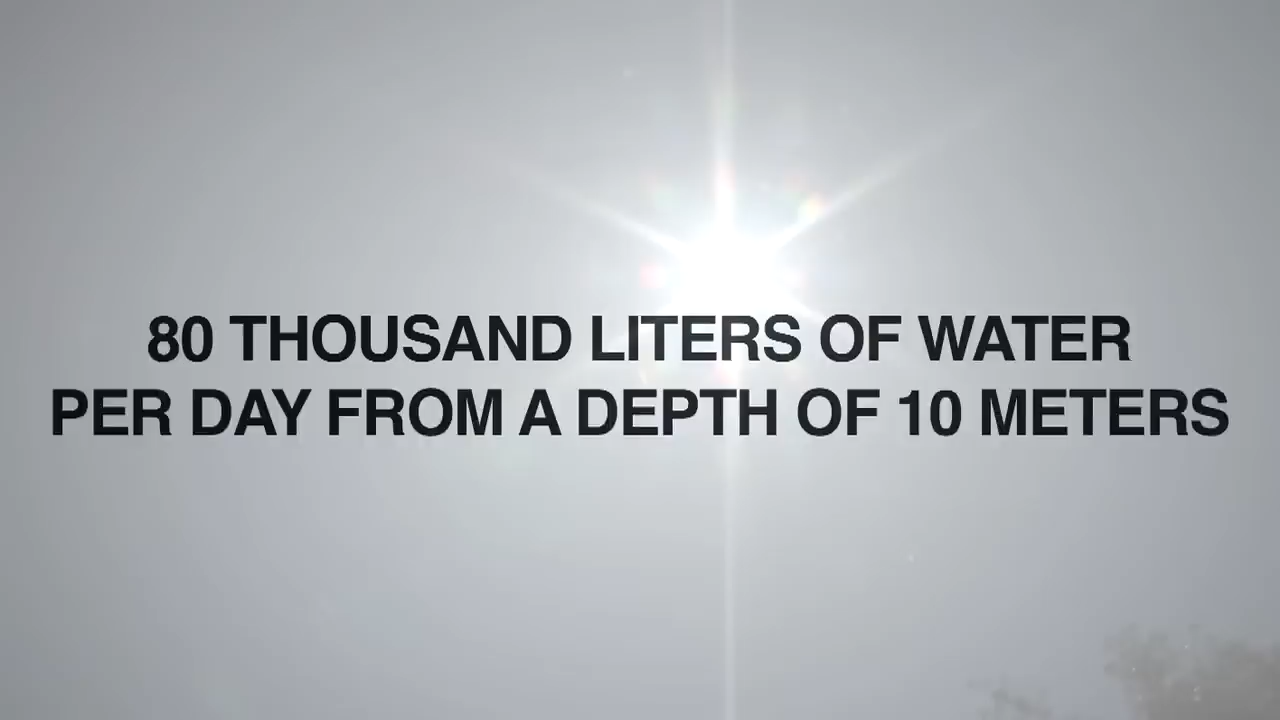 80 THOUSAND LITERS OF WATER
PER DAY FROM A DEPTH OF 10 METERS